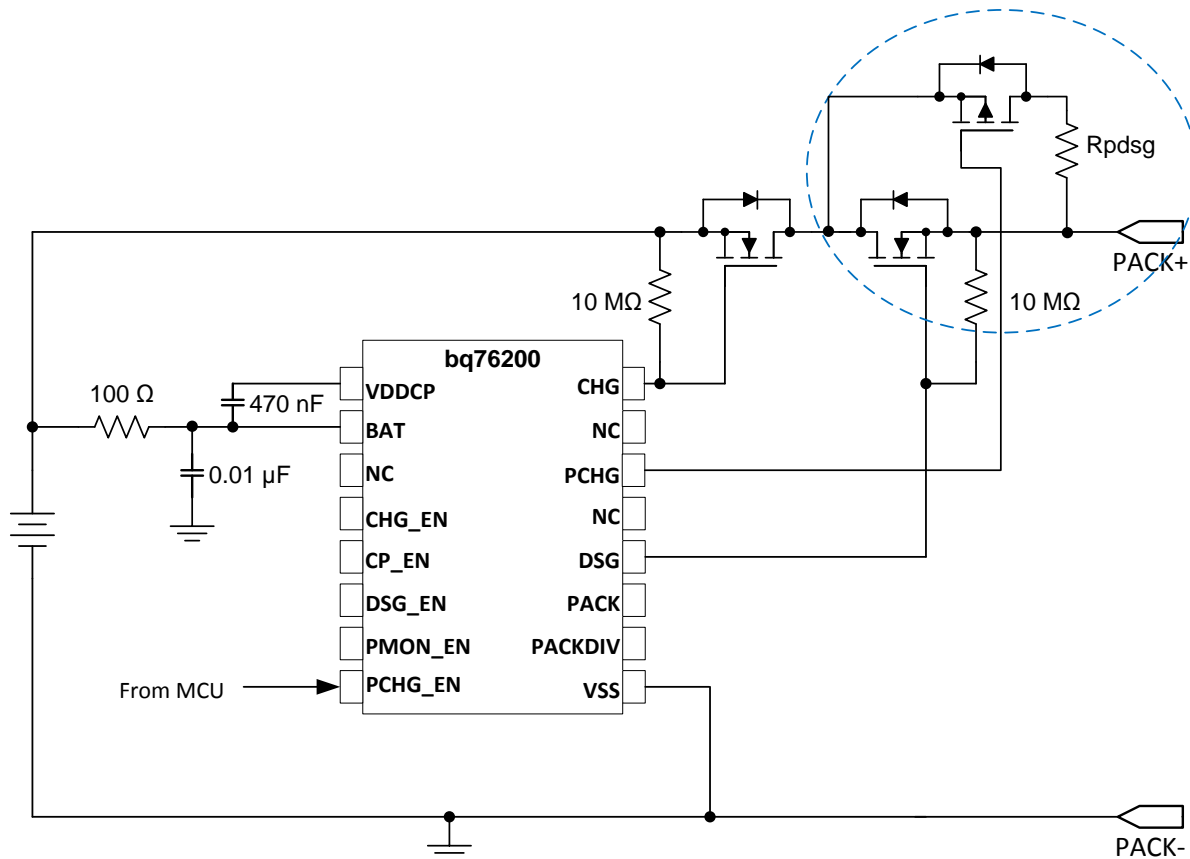 Rpdsg
PACK+
10 MΩ
10 MΩ
bq76200
100 Ω
470 nF
0.01 µF
VDDCP
BAT
NC
CHG_EN
CP_EN
DSG_EN
PMON_EN
PCHG_EN
CHG
NC
PCHG
NC
DSG
PACK
PACKDIV
VSS
From MCU
PACK-